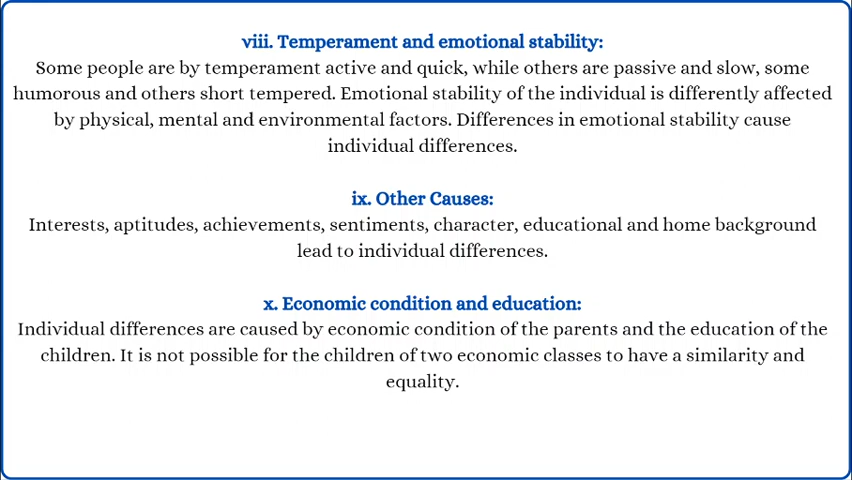 viii. Temperament and emotional stability:
Some people are by temperament active and quick, while others are passive and slow, some
humorous and others short tempered. Emotional stability of the individual is differently affected
by physical, mental and environmental factors. Differences in emotional stability cause
individual differences.
ix. Other Causes:
Interests, aptitudes, achievements, sentiments, character, educational and home background
lead to individual differences.
x. Economic condition and education:
Individual differences are caused by economic condition of the parents and the education of the
children. It is not possible for the children of two economic classes to have a similarity and
equality.